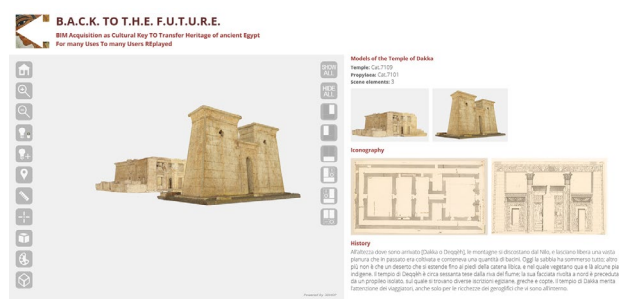 B.A.C.K. TO T.H.E. F.U.T.U.R.E.
BIM Acquisition as Cultural Key TO Transfer Heritage of ancient Egypt
For many Uses To many Users REplayed
SHOW
ALL
HIDE
ALL
Models of the Temple of Dakka
Temple: Cat.7109
Propylons: Cat.7101
Scene elements: 3
Iconography
History
All'altezza dove sono arrivato [Dakka o Deqqèh], le montagne si discostano dal Nilo, e lasciano libera una vasta
pianura che in passato era coltivata e conteneva una quantità di bacini. Oggi la sabbia ha sommerso tutto; altro
più non è che un deserto che si estende fino ai piedi della catena libica, e nel quale vegetano qua e là alcune pia
indigene. Il tempio di Deqqèh è circa sessanta tese dalla riva del fiume; la sua facciata rivolta a nord è preceduta
da un propileo isolato, sul quale si trovano diverse iscrizioni egiziane, greche e copte. Il tempio di Dakka merita
l'attenzione dei viaggiatori, anche solo per le ricchezze dei geroglifici che vi sono all'interno.